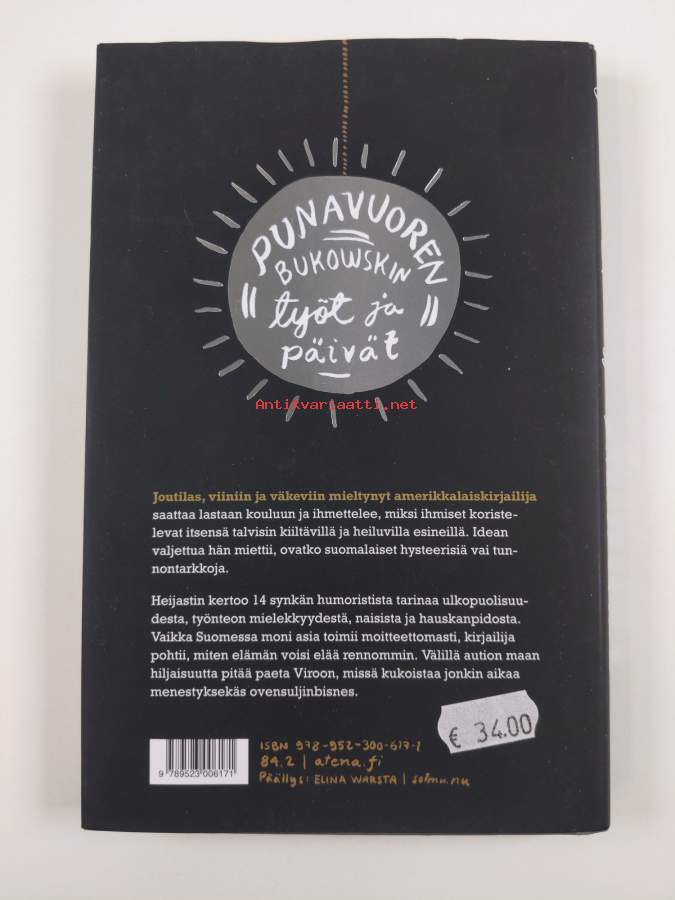 PUNAVUOREN
BUKOWSKIN
työt ja
päivät
Antikvariaatti.net
Joutilas, viiniin ja väkeviin mieltynyt amerikkalaiskirjailija
saattaa lastaan kouluun ja ihmettelee, miksi ihmiset koriste-
levat itsensä talvisin kiiltävillä ja heiluvilla esineillä. Idean
valjettua hän miettii, ovatko suomalaiset hysteerisiä vai tun-
nontarkkoja.
Heijastin kertoo 14 synkän humoristista tarinaa ulkopuolisuu-
desta, työnteon mielekkyydestä, naisista ja hauskanpidosta.
Vaikka Suomessa moni asia toimii moitteettomasti, kirjailija
pohtii, miten elämän voisi elää rennommin. Välillä aution maan
hiljaisuutta pitää paeta Viroon, missä kukoistaa jonkin aikaa
menestyksekäs ovensuljinbisnes.
€ 34.00
ISBN 978-952-300-617-1
84.2 | atena.fi
Päällys: ELINA WARSTA | solmu.nu
9 789523 006171